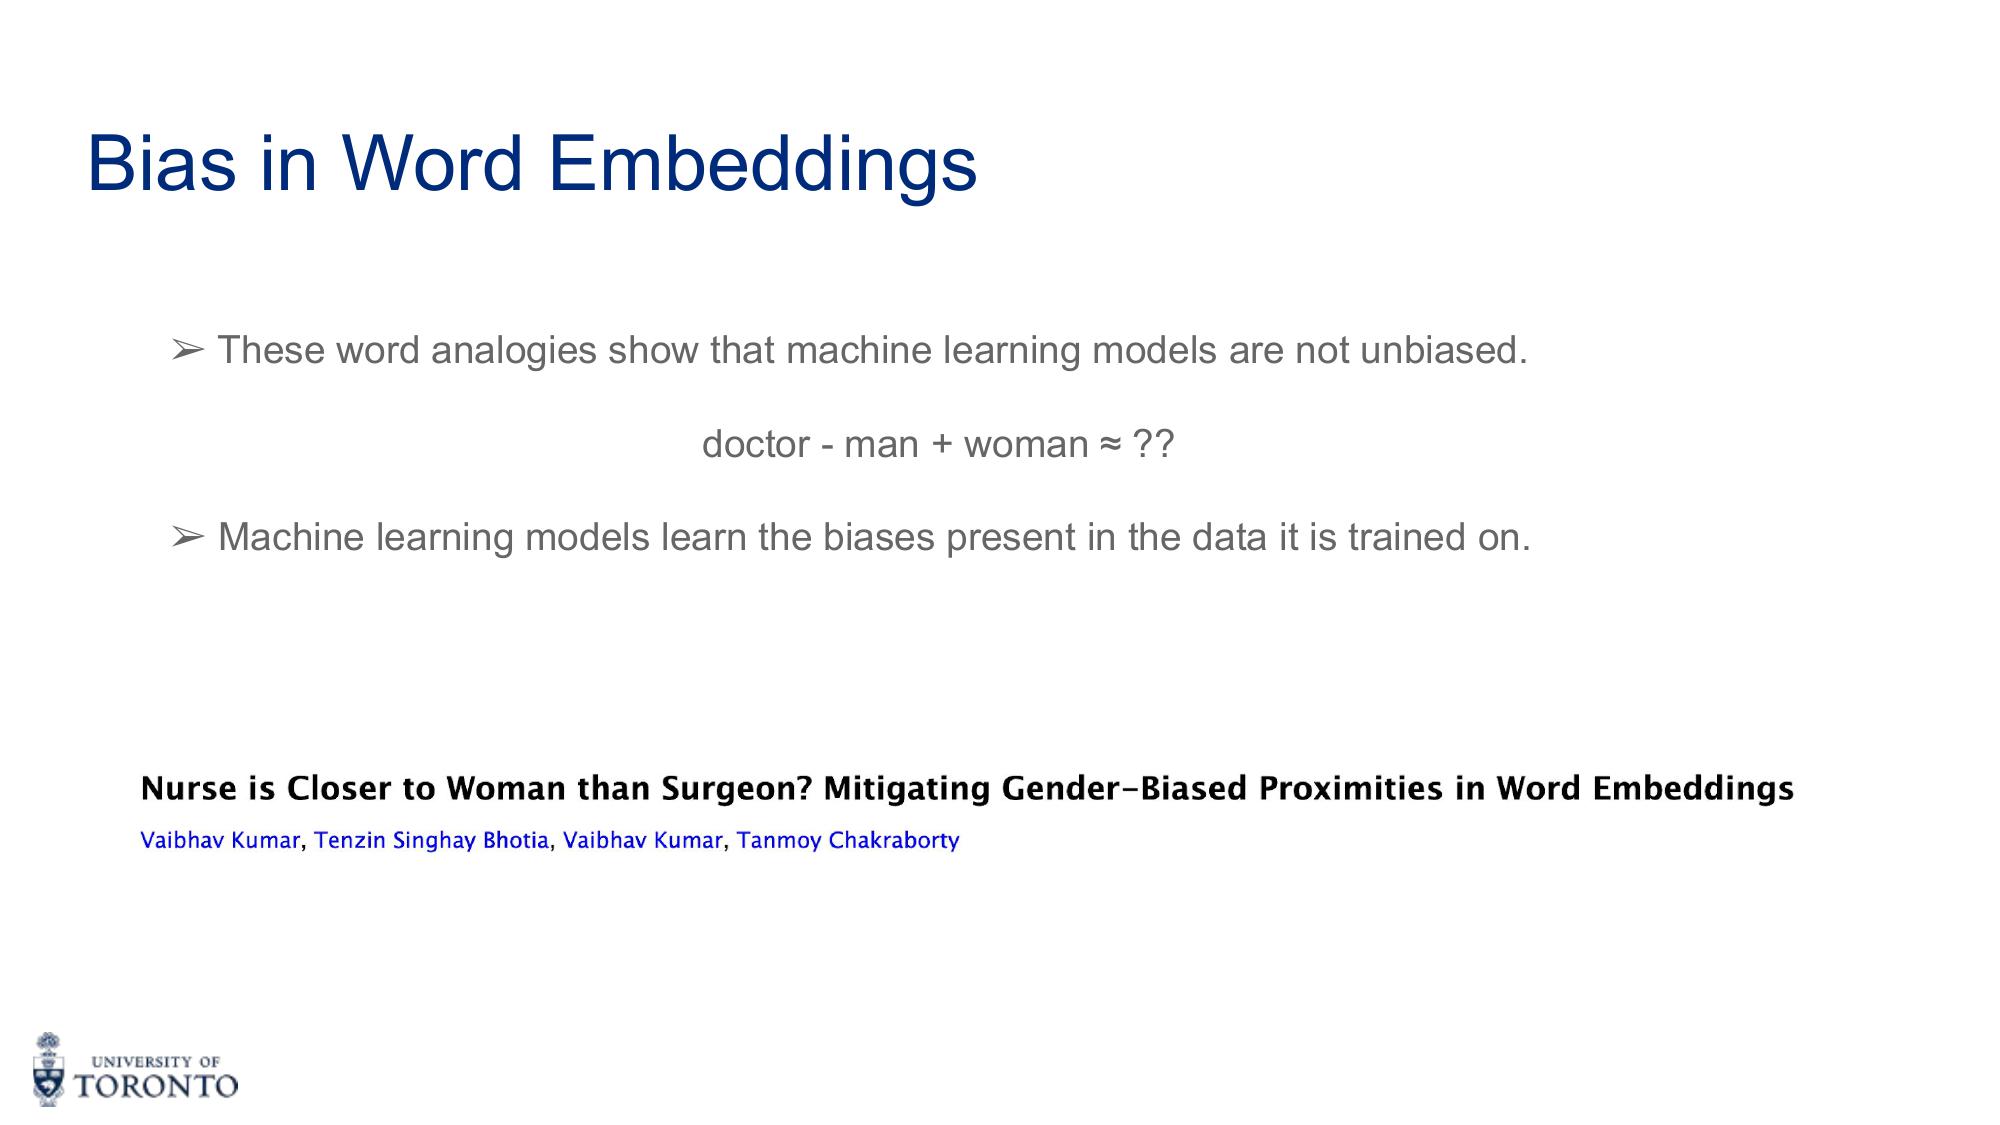 Bias in Word Embeddings
➢ These word analogies show that machine learning models are not unbiased.
doctor - man + woman ≈ ??
➢ Machine learning models learn the biases present in the data it is trained on.
Nurse is Closer to Woman than Surgeon? Mitigating Gender-Biased Proximities in Word Embeddings
Vaibhav Kumar, Tenzin Singhay Bhotia, Vaibhav Kumar, Tanmoy Chakraborty
UNIVERSITY OF
TORONTO